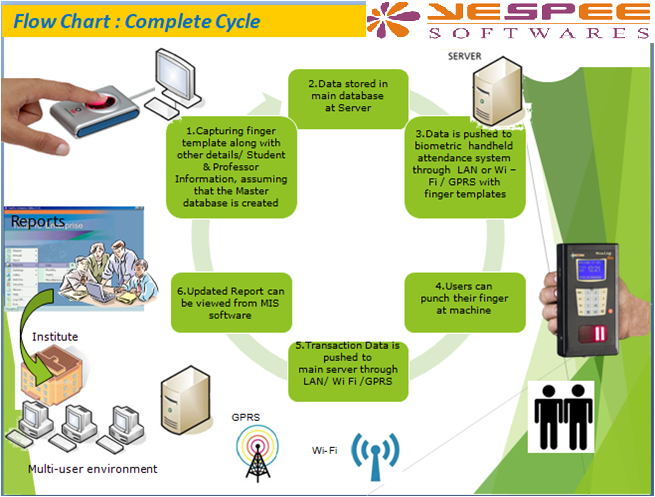 Flow Chart : Complete Cycle
VESPEE
SOFTWARES
SERVER
2.Data stored in
main database
at Server
1.Capturing finger
template along with
other details/ Student
& Professor
Information, assuming
that the Master
database is created
3.Data is pushed to
biometric handheld
attendance system
through LAN or Wi –
Fi / GPRS with
finger templates
Reports
6.Updated Report can
be viewed from MIS
software
4.Users can
punch their finger
at machine
5.Transaction Data is
pushed to
main server through
LAN/ Wi Fi /GPRS
Institute
GPRS
Wi-Fi
Multi-user environment